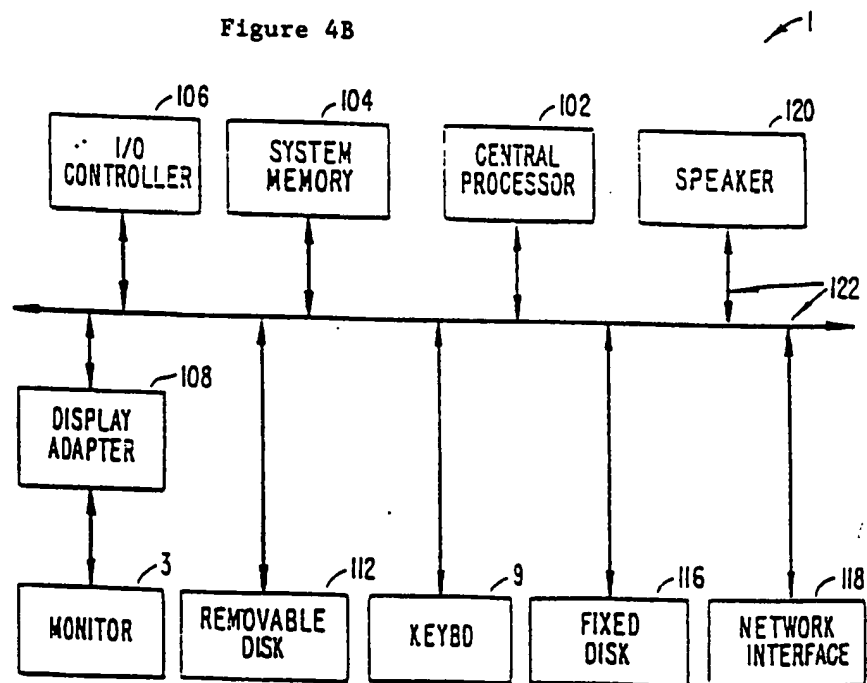 Figure 4B
1
106
104
102
120
I/O
CONTROLLER
SYSTEM
MEMORY
CENTRAL
PROCESSOR
SPEAKER
122
108
DISPLAY
ADAPTER
3
112
9
116
118
MONITOR
REMOVABLE
DISK
KEYBD
FIXED
DISK
NETWORK
INTERFACE